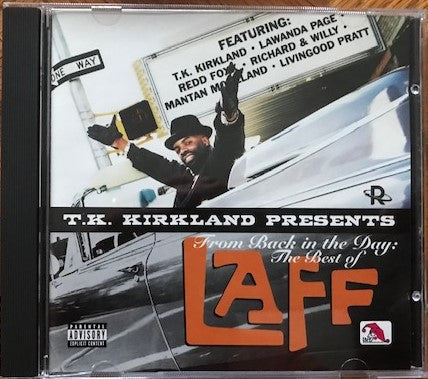 ONE WAY
FEATURING:
T.K. KIRKLAND • LAWANDA PAGE
REDD FOXX • RICHARD & WILLY •
MANTAN MORELAND • LIVINGOOD PRATT
R
T.K. KIRKLAND PRESENTS
From Back in the Day:
The Best of
LAFF
PARENTAL
ADVISORY
EXPLICIT CONTENT